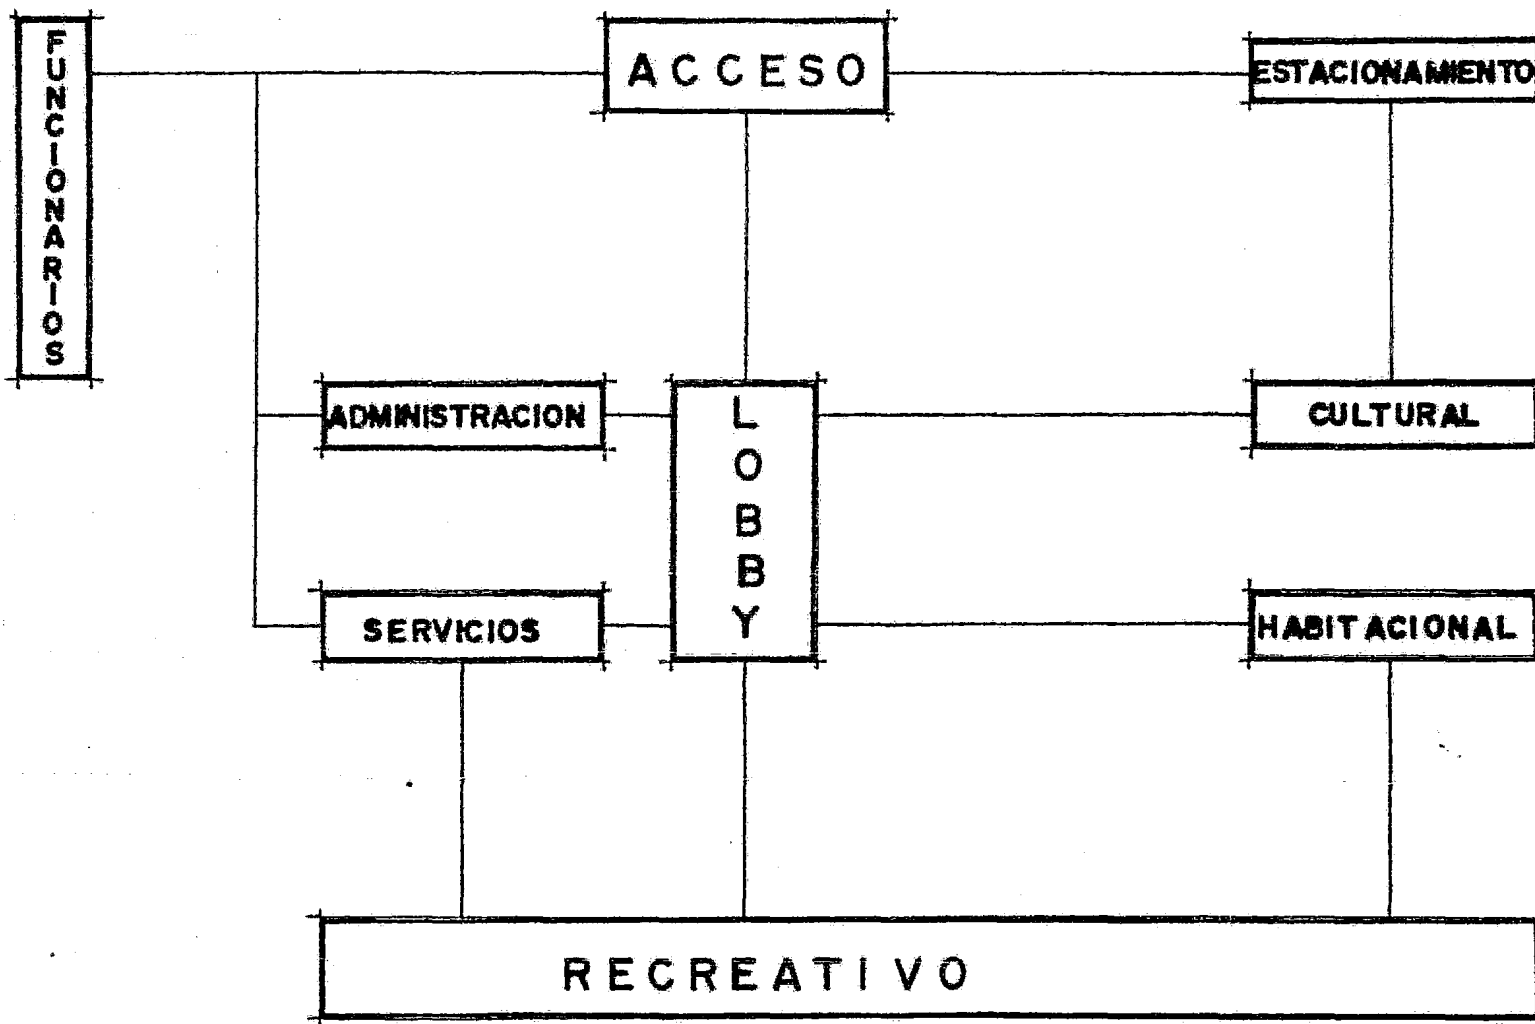 FUNCIONARIOS
ACCESO
ESTACIONAMIENTO
ADMINISTRACION
LOBBY
CULTURAL
SERVICIOS
HABITACIONAL
RECREATIVO